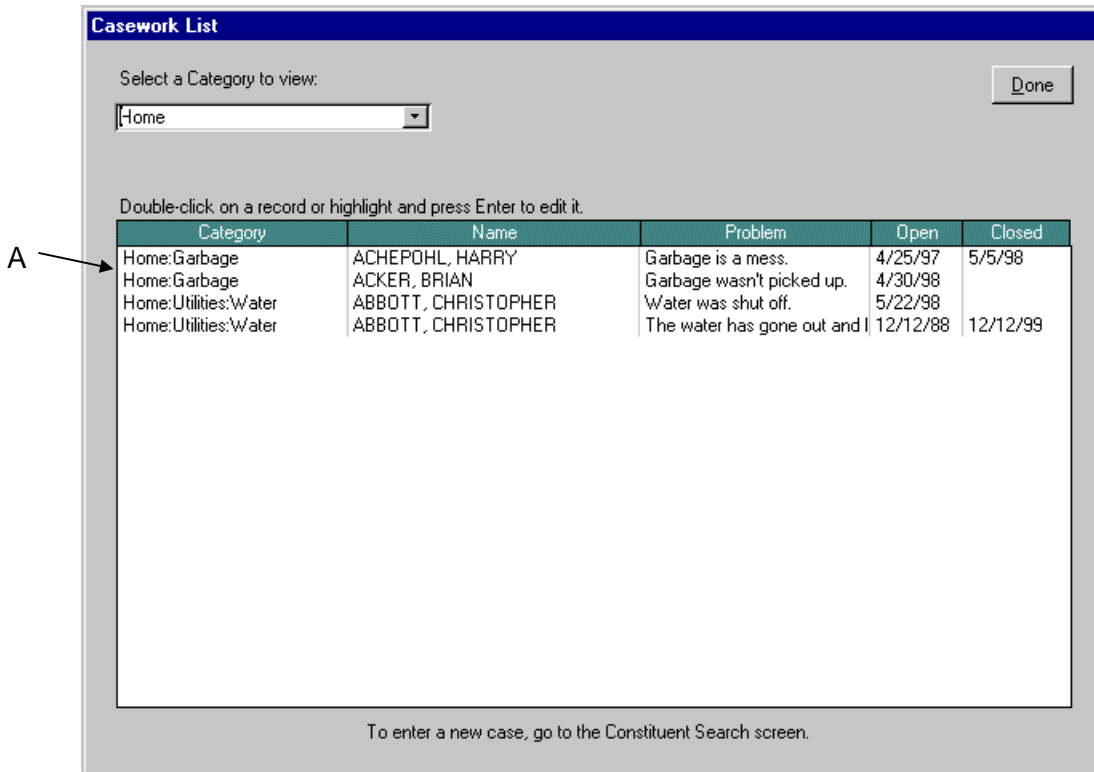 Casework List
Select a Category to view:
Done
Home
Double-click on a record or highlight and press Enter to edit it.
Category Name Problem Open Closed
A
Home:Garbage ACHEPOHL, HARRY Garbage is a mess. 4/25/97 5/5/98
Home:Garbage ACKER, BRIAN Garbage wasn't picked up. 4/30/98
Home:Utilities:Water ABBOTT, CHRISTOPHER Water was shut off. 5/22/98
Home:Utilities:Water ABBOTT, CHRISTOPHER The water has gone out and I 12/12/88 12/12/99
To enter a new case, go to the Constituent Search screen.